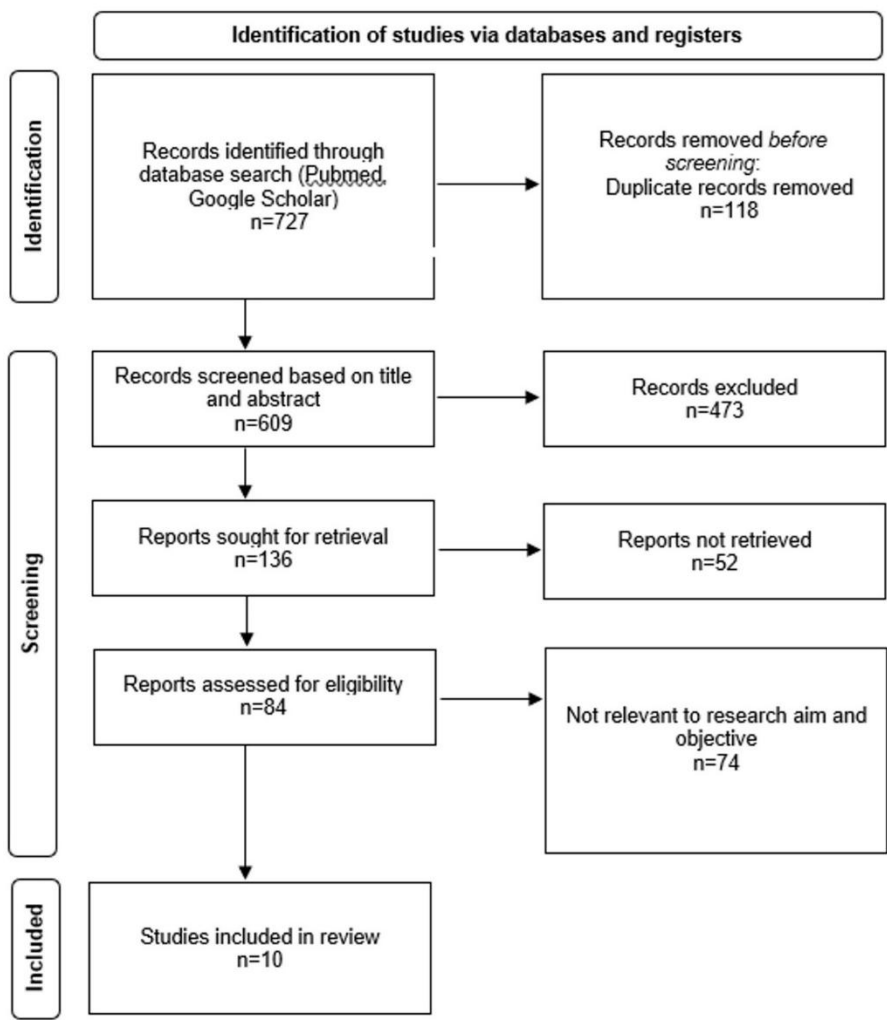 Identification of studies via databases and registers
Identification
Records identified through
database search (Pubmed,
Google Scholar)
n=727
Records removed before
screening:
Duplicate records removed
n=118
Screening
Records screened based on title
and abstract
n=609
Records excluded
n=473
Reports sought for retrieval
n=136
Reports not retrieved
n=52
Reports assessed for eligibility
n=84
Not relevant to research aim and
objective
n=74
Included
Studies included in review
n=10